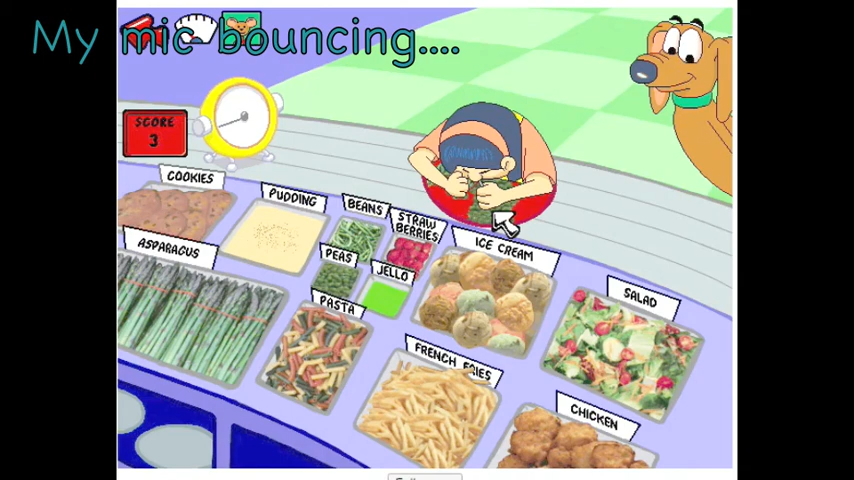 My mic bouncing....
SCORE
3
COOKIES
PUDDING
BEANS
STRAW
BERRIES
ASPARAGUS
PEAS
JELLO
ICE CREAM
PASTA
SALAD
FRENCH FRIES
CHICKEN